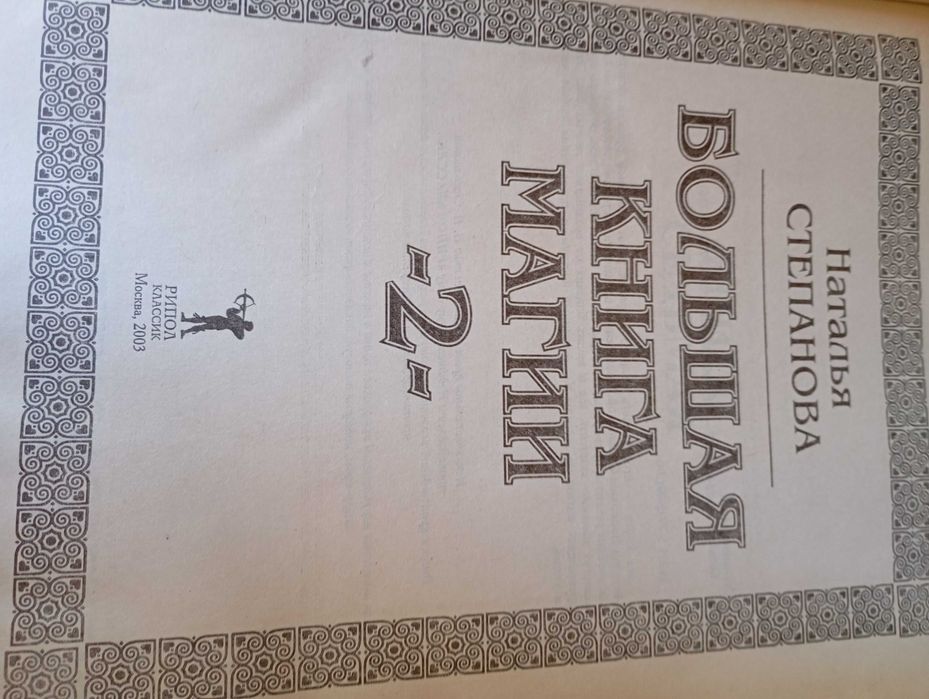 Наталья
СТЕПАНОВА
БОЛЬШАЯ
КНИГА
МАГИИ
-2-
РИПОЛ
КЛАССИК
Москва, 2003